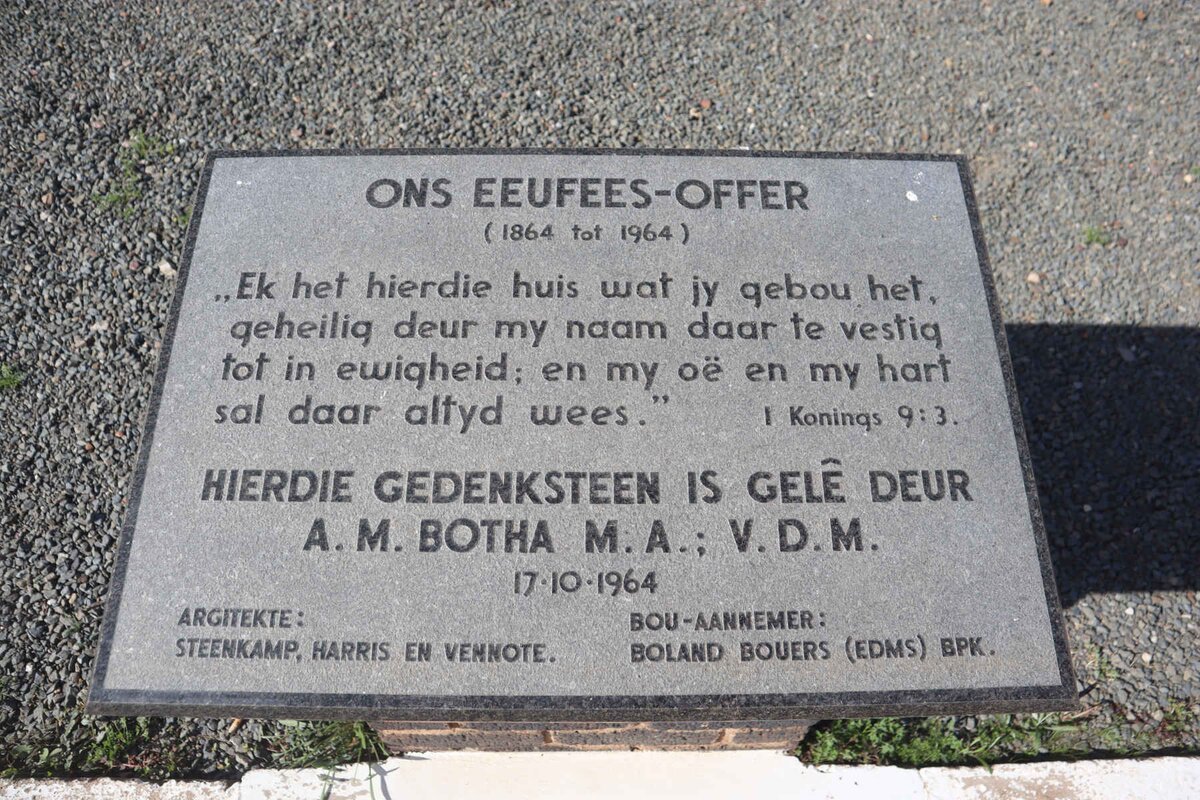 ONS EEUFEES-OFFER
(1864 tot 1964)
„Ek het hierdie huis wat jy gebou het,
geheilig deur my naam daar te vestig
tot in ewigheid; en my oë en my hart
sal daar altyd wees.” I Konings 9:3.
HIERDIE GEDENKSTEEN IS GELÊ DEUR
A. M. BOTHA M. A.; V. D. M.
17·10·1964
ARGITEKTE: BOU-AANNEMER:
STEENKAMP, HARRIS EN VENNOTE. BOLAND BOUERS (EDMS) BPK.